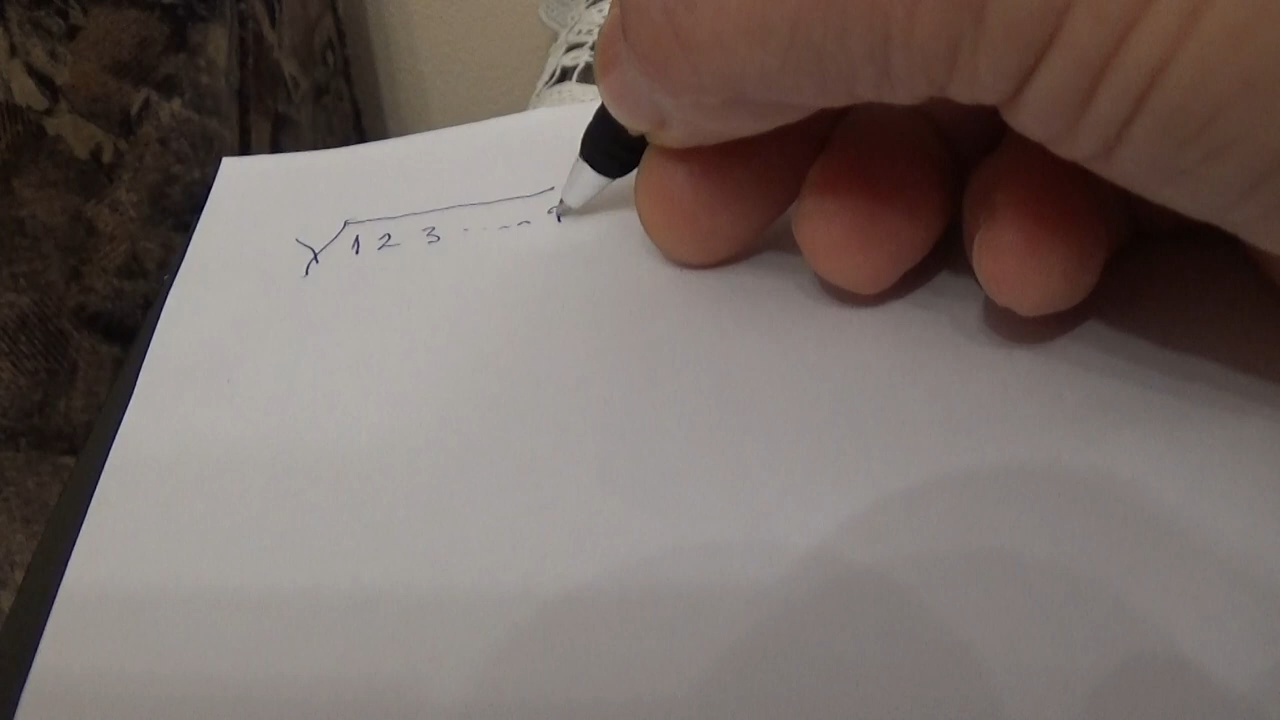 √1 2 3 ......